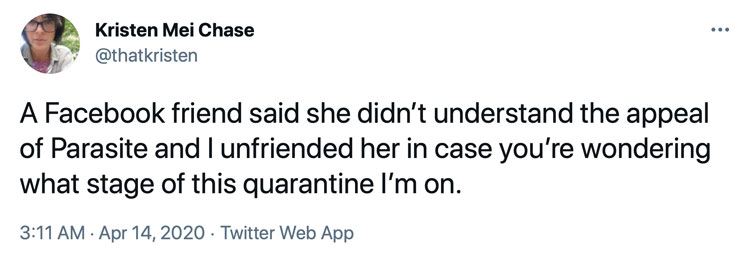 Kristen Mei Chase
@thatkristen
A Facebook friend said she didn’t understand the appeal
of Parasite and I unfriended her in case you’re wondering
what stage of this quarantine I’m on.
3:11 AM · Apr 14, 2020 · Twitter Web App